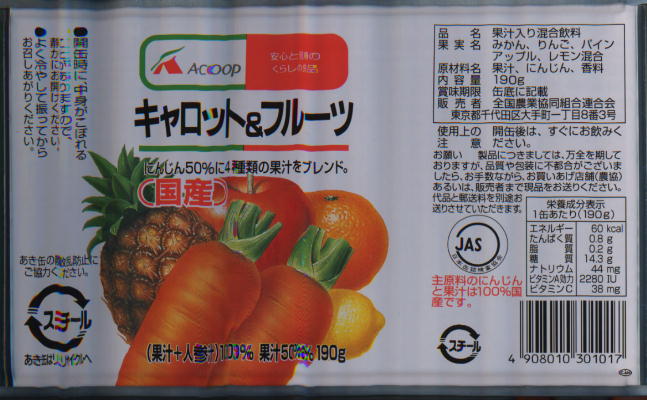 ●開缶時に、中身がこぼれる
ことがありますので、
静かにお開けください。
●よく冷やして振ってから
お召しあがりください。
あき缶の散乱防止に
ご協力ください。
スチール
あき缶はリサイクルへ
Acoop
安心と信頼の
くらしの良品
キャロット&フルーツ
にんじん50%に4種類の果汁をブレンド。
国産
(果汁+人参汁)100% 果汁50% 190g
品名 果汁入り混合飲料
果実名 みかん、りんご、パイン
アップル、レモン混合
原材料名 果汁、にんじん、香料
内容量 190g
賞味期限 缶底に記載
販売者 全国農業協同組合連合会
東京都千代田区大手町一丁目8番3号
使用上の 開缶後は、すぐにお飲みく
注意 ださい。
お願い 製品につきましては、万全を期して
おりますが、品質や包装に不都合がございま
したら、お手数ながら、お買いあげ店舗(農協)
あるいは、販売者まで現品をお送りください。
代品と郵送料を別途お
送りさせていただきます。
JAS
主原料のにんじん
と果汁は100%国
産です。
スチール
栄養成分表示
1缶あたり(190g)
エネルギー 60 kcal
たんぱく質 0.8 g
脂質 0.2 g
糖質 14.3 g
ナトリウム 44 mg
ビタミンA効力 2280 IU
ビタミンC 38 mg
4 908010 301017